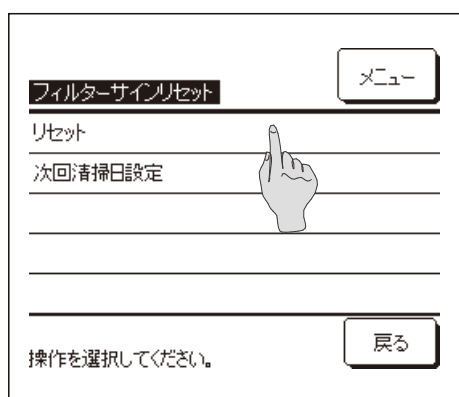 メニュー
フィルターサインリセット
リセット
次回清掃日設定
操作を選択してください。
戻る